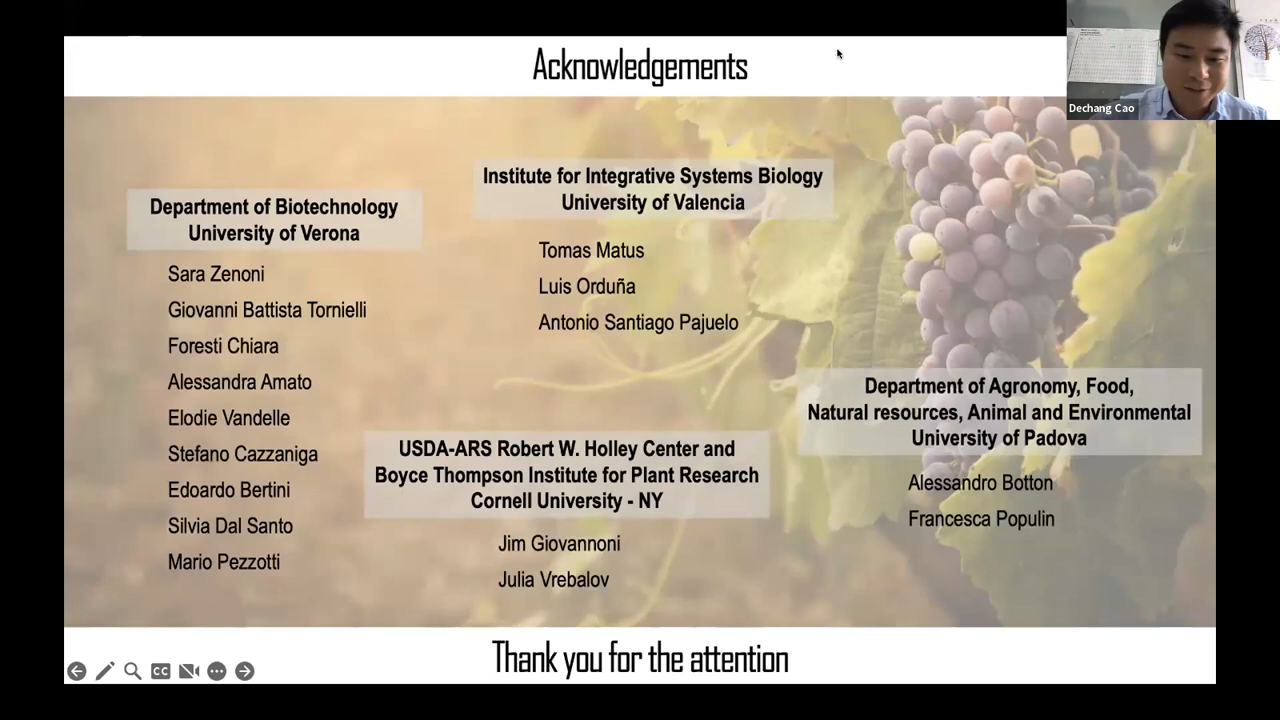 Acknowledgements
Dechang Cao
Department of Biotechnology
University of Verona
Sara Zenoni
Giovanni Battista Tornielli
Foresti Chiara
Alessandra Amato
Elodie Vandelle
Stefano Cazzaniga
Edoardo Bertini
Silvia Dal Santo
Mario Pezzotti
Institute for Integrative Systems Biology
University of Valencia
Tomas Matus
Luis Orduña
Antonio Santiago Pajuelo
USDA-ARS Robert W. Holley Center and
Boyce Thompson Institute for Plant Research
Cornell University - NY
Jim Giovannoni
Julia Vrebalov
Department of Agronomy, Food,
Natural resources, Animal and Environmental
University of Padova
Alessandro Botton
Francesca Populin
Thank you for the attention
CC